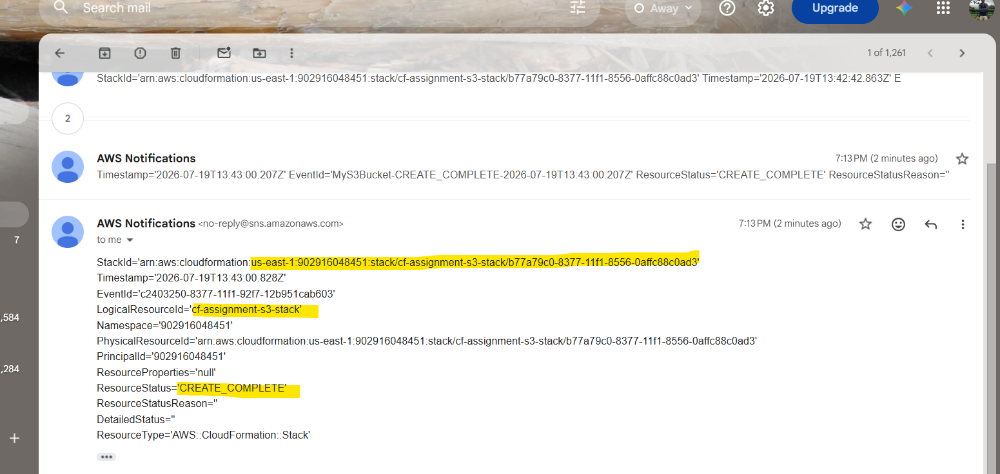 Search mail
Away
Upgrade
1 of 1,261
StackId='arn:aws:cloudformation:us-east-1:902916048451:stack/cf-assignment-s3-stack/b77a79c0-8377-11f1-8556-0affc88c0ad3' Timestamp='2026-07-19T13:42:42.863Z' E
2
AWS Notifications
7:13 PM (2 minutes ago)
Timestamp='2026-07-19T13:43:00.207Z' EventId='MyS3Bucket-CREATE_COMPLETE-2026-07-19T13:43:00.207Z' ResourceStatus='CREATE_COMPLETE' ResourceStatusReason=''
AWS Notifications <no-reply@sns.amazonaws.com>
7:13 PM (2 minutes ago)
to me
7
StackId='arn:aws:cloudformation:us-east-1:902916048451:stack/cf-assignment-s3-stack/b77a79c0-8377-11f1-8556-0affc88c0ad3'
Timestamp='2026-07-19T13:43:00.828Z'
EventId='c2403250-8377-11f1-92f7-12b951cab603'
LogicalResourceId='cf-assignment-s3-stack'
,584
Namespace='902916048451'
PhysicalResourceId='arn:aws:cloudformation:us-east-1:902916048451:stack/cf-assignment-s3-stack/b77a79c0-8377-11f1-8556-0affc88c0ad3'
PrincipalId='902916048451'
,284
ResourceProperties='null'
ResourceStatus='CREATE_COMPLETE'
ResourceStatusReason=''
DetailedStatus=''
ResourceType='AWS::CloudFormation::Stack'